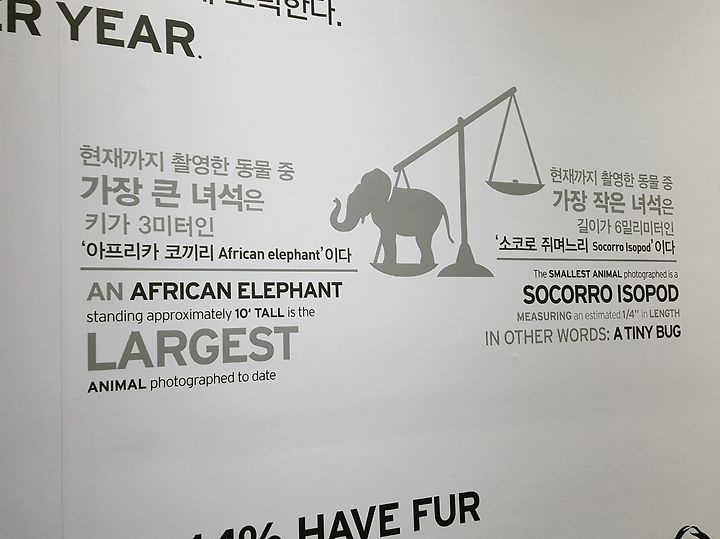 포획한다.
ER YEAR.
현재까지 촬영한 동물 중
가장 큰 녀석은
키가 3미터인
‘아프리카 코끼리 African elephant’이다
AN AFRICAN ELEPHANT
standing approximately 10' TALL is the
LARGEST
ANIMAL photographed to date
현재까지 촬영한 동물 중
가장 작은 녀석은
길이가 6밀리미터인
‘소코로 쥐며느리 Socorro Isopod’이다
The SMALLEST ANIMAL photographed is a
SOCORRO ISOPOD
MEASURING an estimated 1/4" in LENGTH
IN OTHER WORDS: A TINY BUG
HAVE FUR